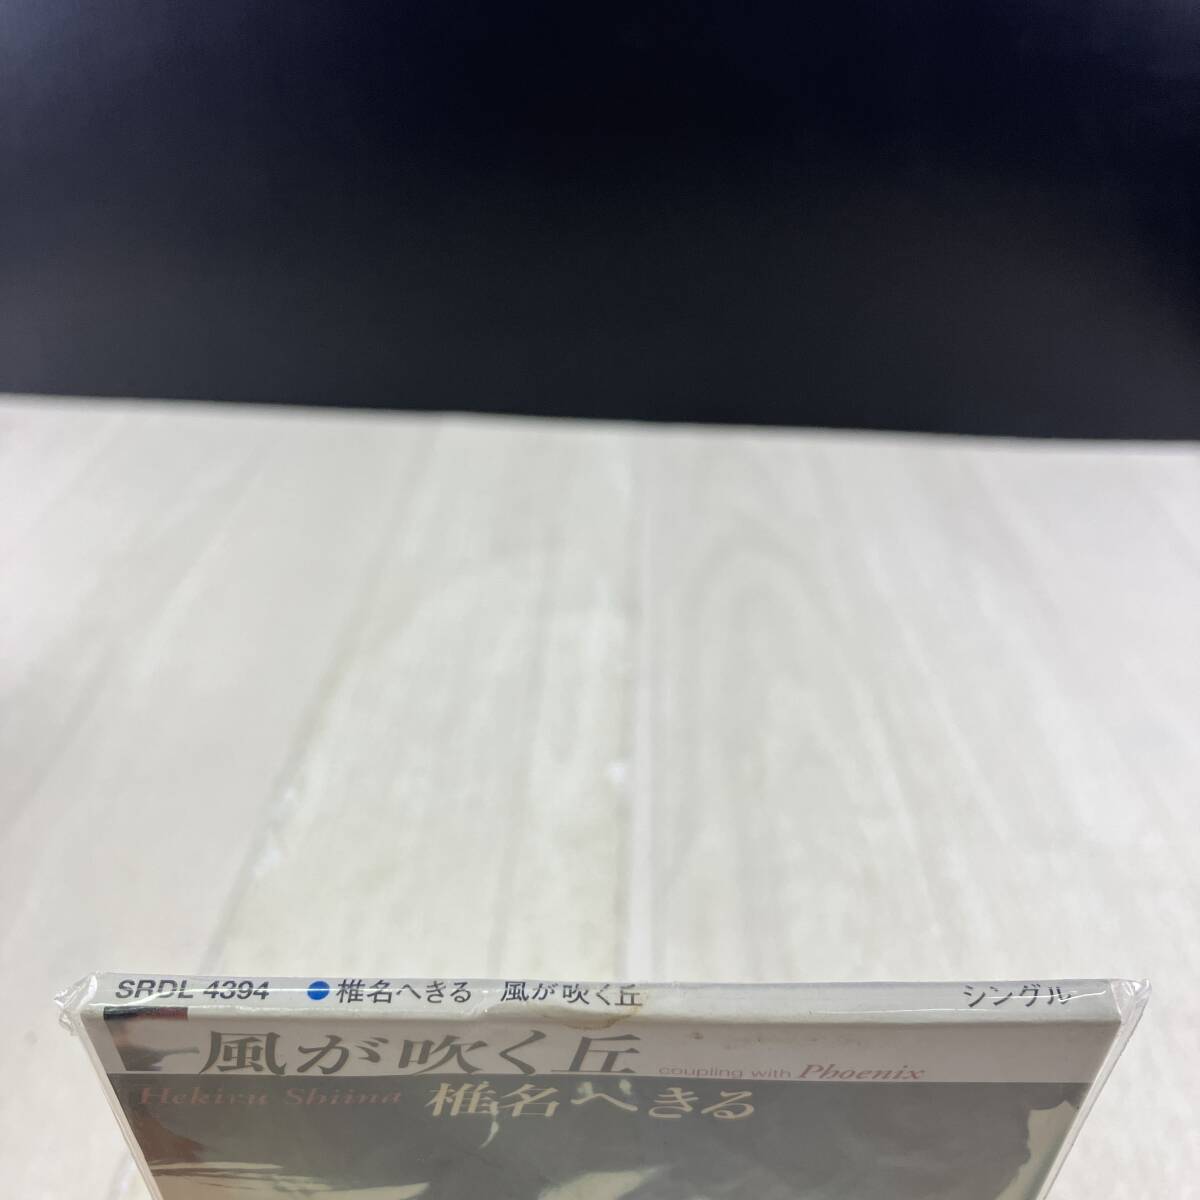 SRDL 4394 ●椎名へきる 風が吹く丘 シングル
風が吹く丘 coupling with Phoenix
Hekiru Shiina 椎名へきる